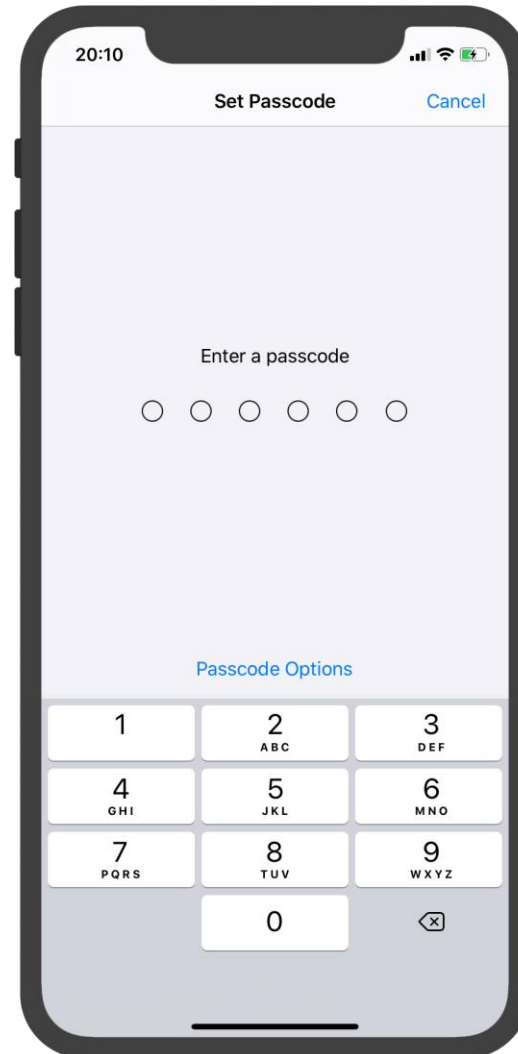 20:10
Set Passcode Cancel
Enter a passcode
Passcode Options
1 2 3
ABC DEF
4 5 6
GHI JKL MNO
7 8 9
PQRS TUV WXYZ
0